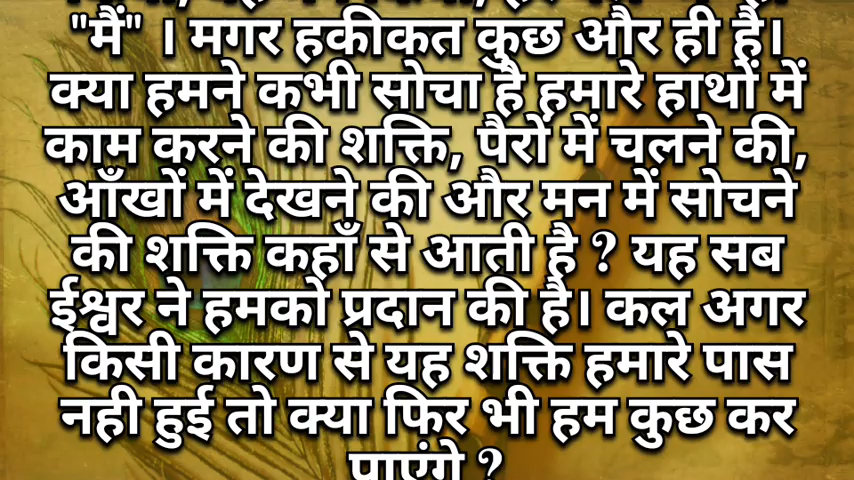 "मैं" । मगर हकीकत कुछ और ही है।
क्या हमने कभी सोचा है हमारे हाथों में
काम करने की शक्ति, पैरों में चलने की,
आँखों में देखने की और मन में सोचने
की शक्ति कहाँ से आती है ? यह सब
ईश्वर ने हमको प्रदान की है। कल अगर
किसी कारण से यह शक्ति हमारे पास
नही हुई तो क्या फिर भी हम कुछ कर
पाएंगे ?